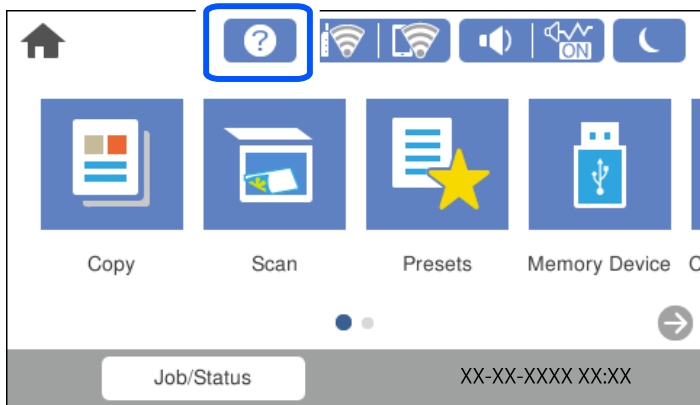 ?
ON
Copy Scan Presets Memory Device C
Job/Status XX-XX-XXXX XX:XX